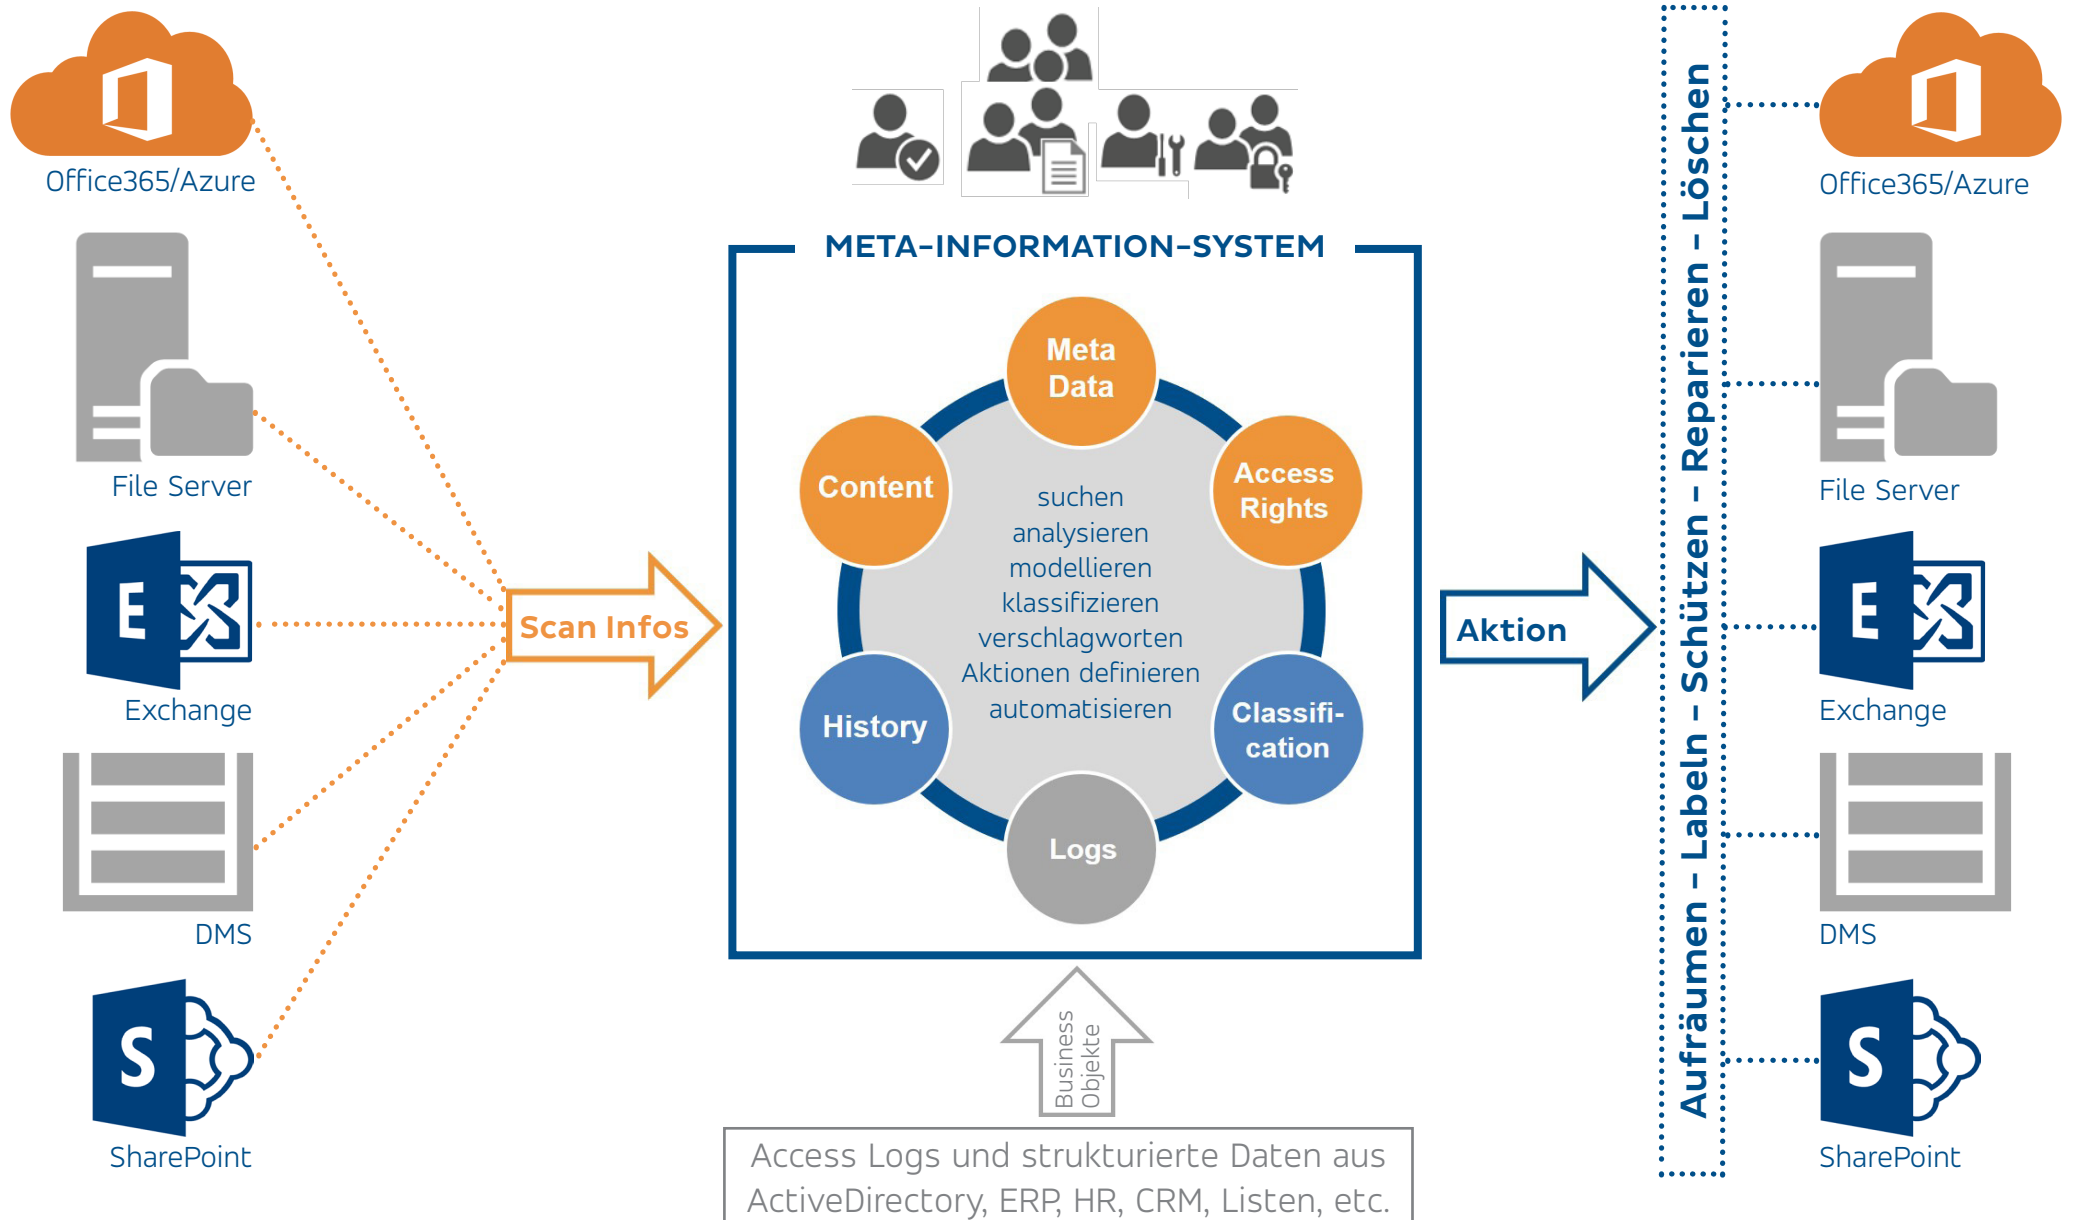 Office365/Azure
File Server
E
Exchange
DMS
S
SharePoint
Scan Infos
META-INFORMATION-SYSTEM
Meta
Data
Content
Access
Rights
suchen
analysieren
modellieren
klassifizieren
verschlagworten
Aktionen definieren
automatisieren
History
Classifi-
cation
Logs
Business
Objekte
Access Logs und strukturierte Daten aus
ActiveDirectory, ERP, HR, CRM, Listen, etc.
Aktion
Aufräumen – Labeln – Schützen – Reparieren – Löschen
Office365/Azure
File Server
E
Exchange
DMS
S
SharePoint